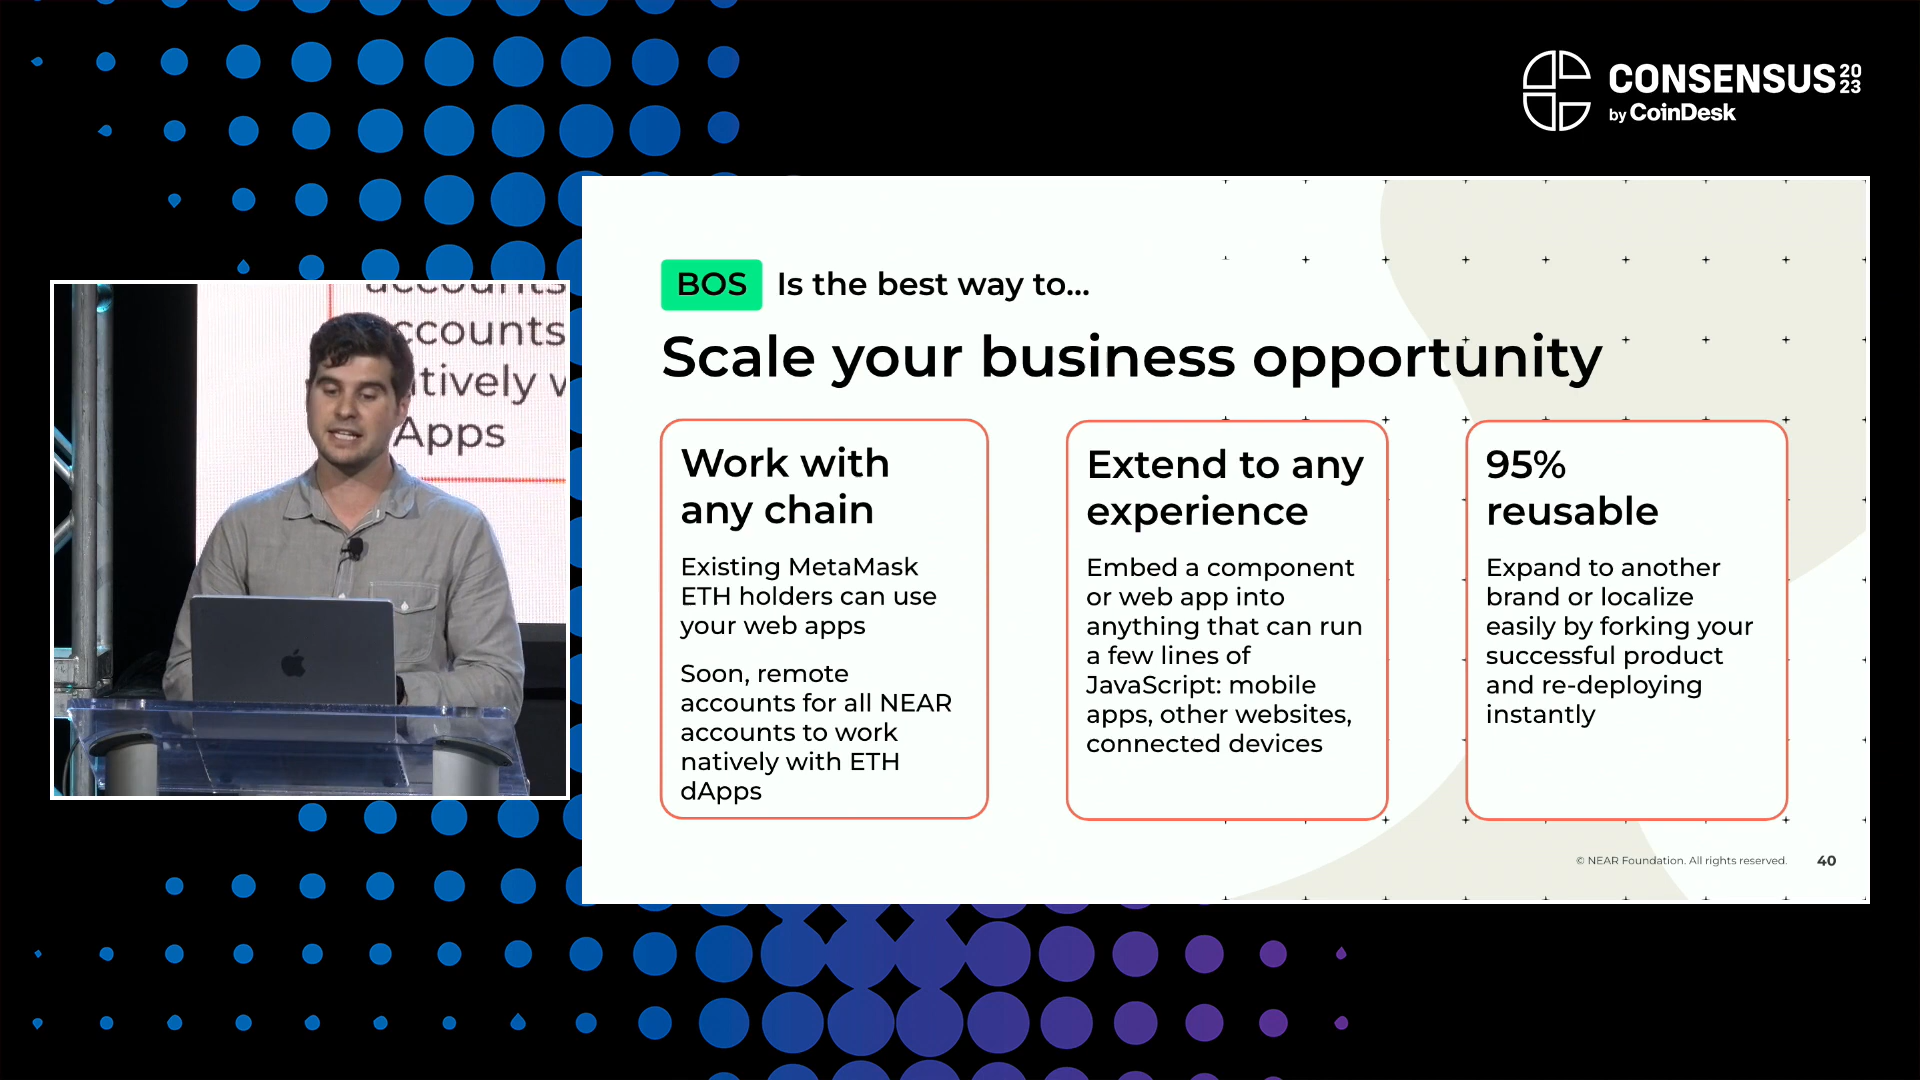 CONSENSUS 20
23
by CoinDesk
accounts
ccounts
tively w
Apps
BOS Is the best way to...
Scale your business opportunity
Work with
any chain
Existing MetaMask
ETH holders can use
your web apps
Soon, remote
accounts for all NEAR
accounts to work
natively with ETH
dApps
Extend to any
experience
Embed a component
or web app into
anything that can run
a few lines of
JavaScript: mobile
apps, other websites,
connected devices
95%
reusable
Expand to another
brand or localize
easily by forking your
successful product
and re-deploying
instantly
© NEAR Foundation. All rights reserved. 40